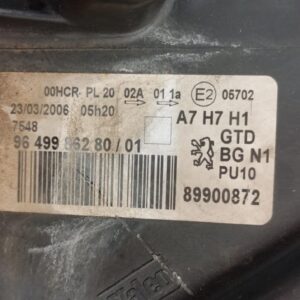 00HCR PL 20 02A 01 1a E2 05702
23/03/2006 05h20
7548
A7 H7 H1
GTD
96 499 862 80 / 01
BG N1
PU10
89900872